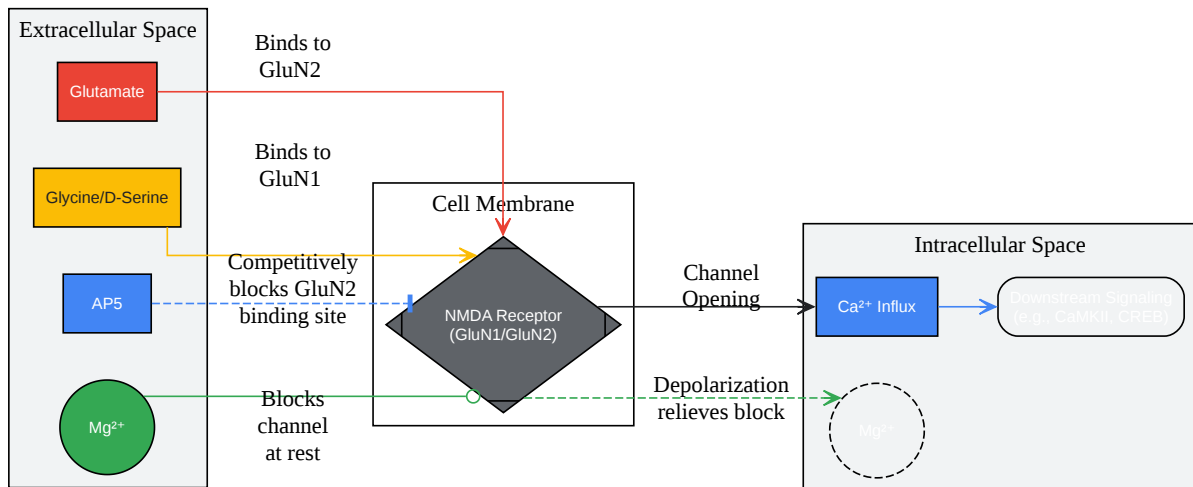 Extracellular Space
Glutamate
Binds to
GluN2
Glycine/D-Serine
Binds to
GluN1
AP5
Competitively
blocks GluN2
binding site
Mg²⁺
Blocks
channel
at rest
Cell Membrane
NMDA Receptor
(GluN1/GluN2)
Channel
Opening
Depolarization
relieves block
Intracellular Space
Ca²⁺ Influx
Downstream Signaling
(e.g., CaMKII, CREB)
Mg²⁺